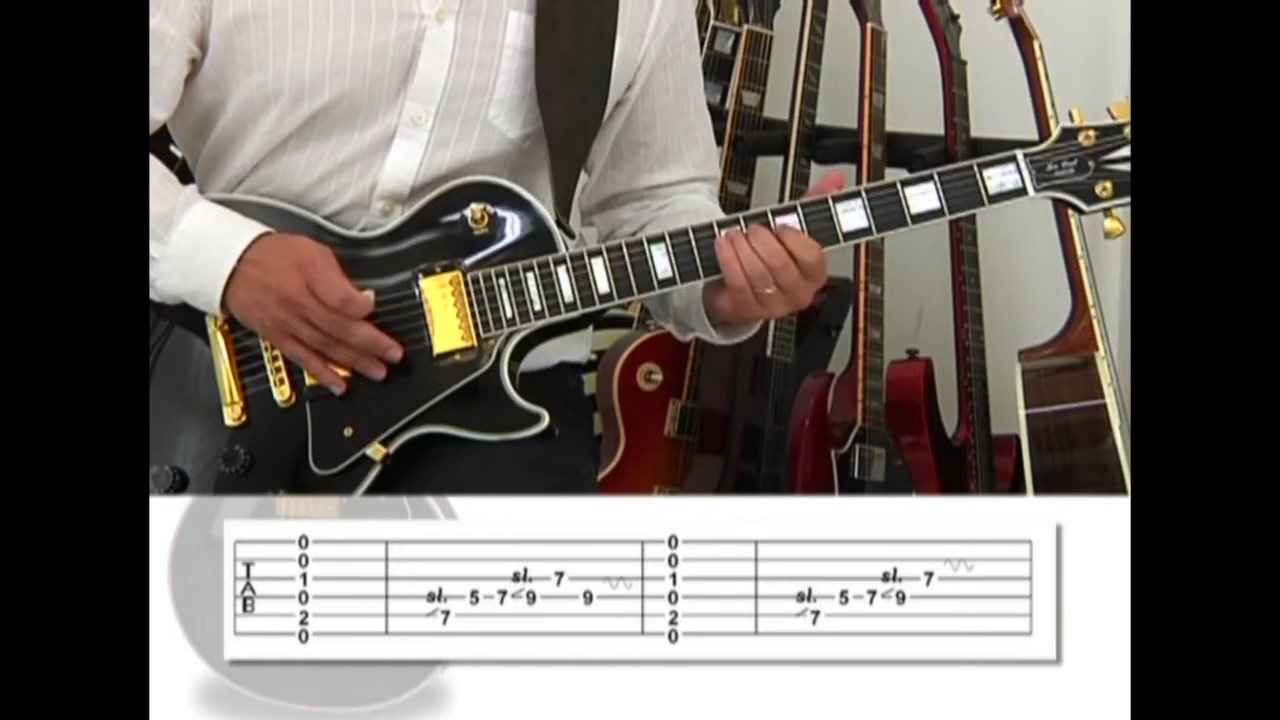 0 0
0 0
T sl. 7 sl. 7
A 1 1
B 0 sl. 5-7 9 9 0 sl. 5-7 9
2 7 2 7
0 0